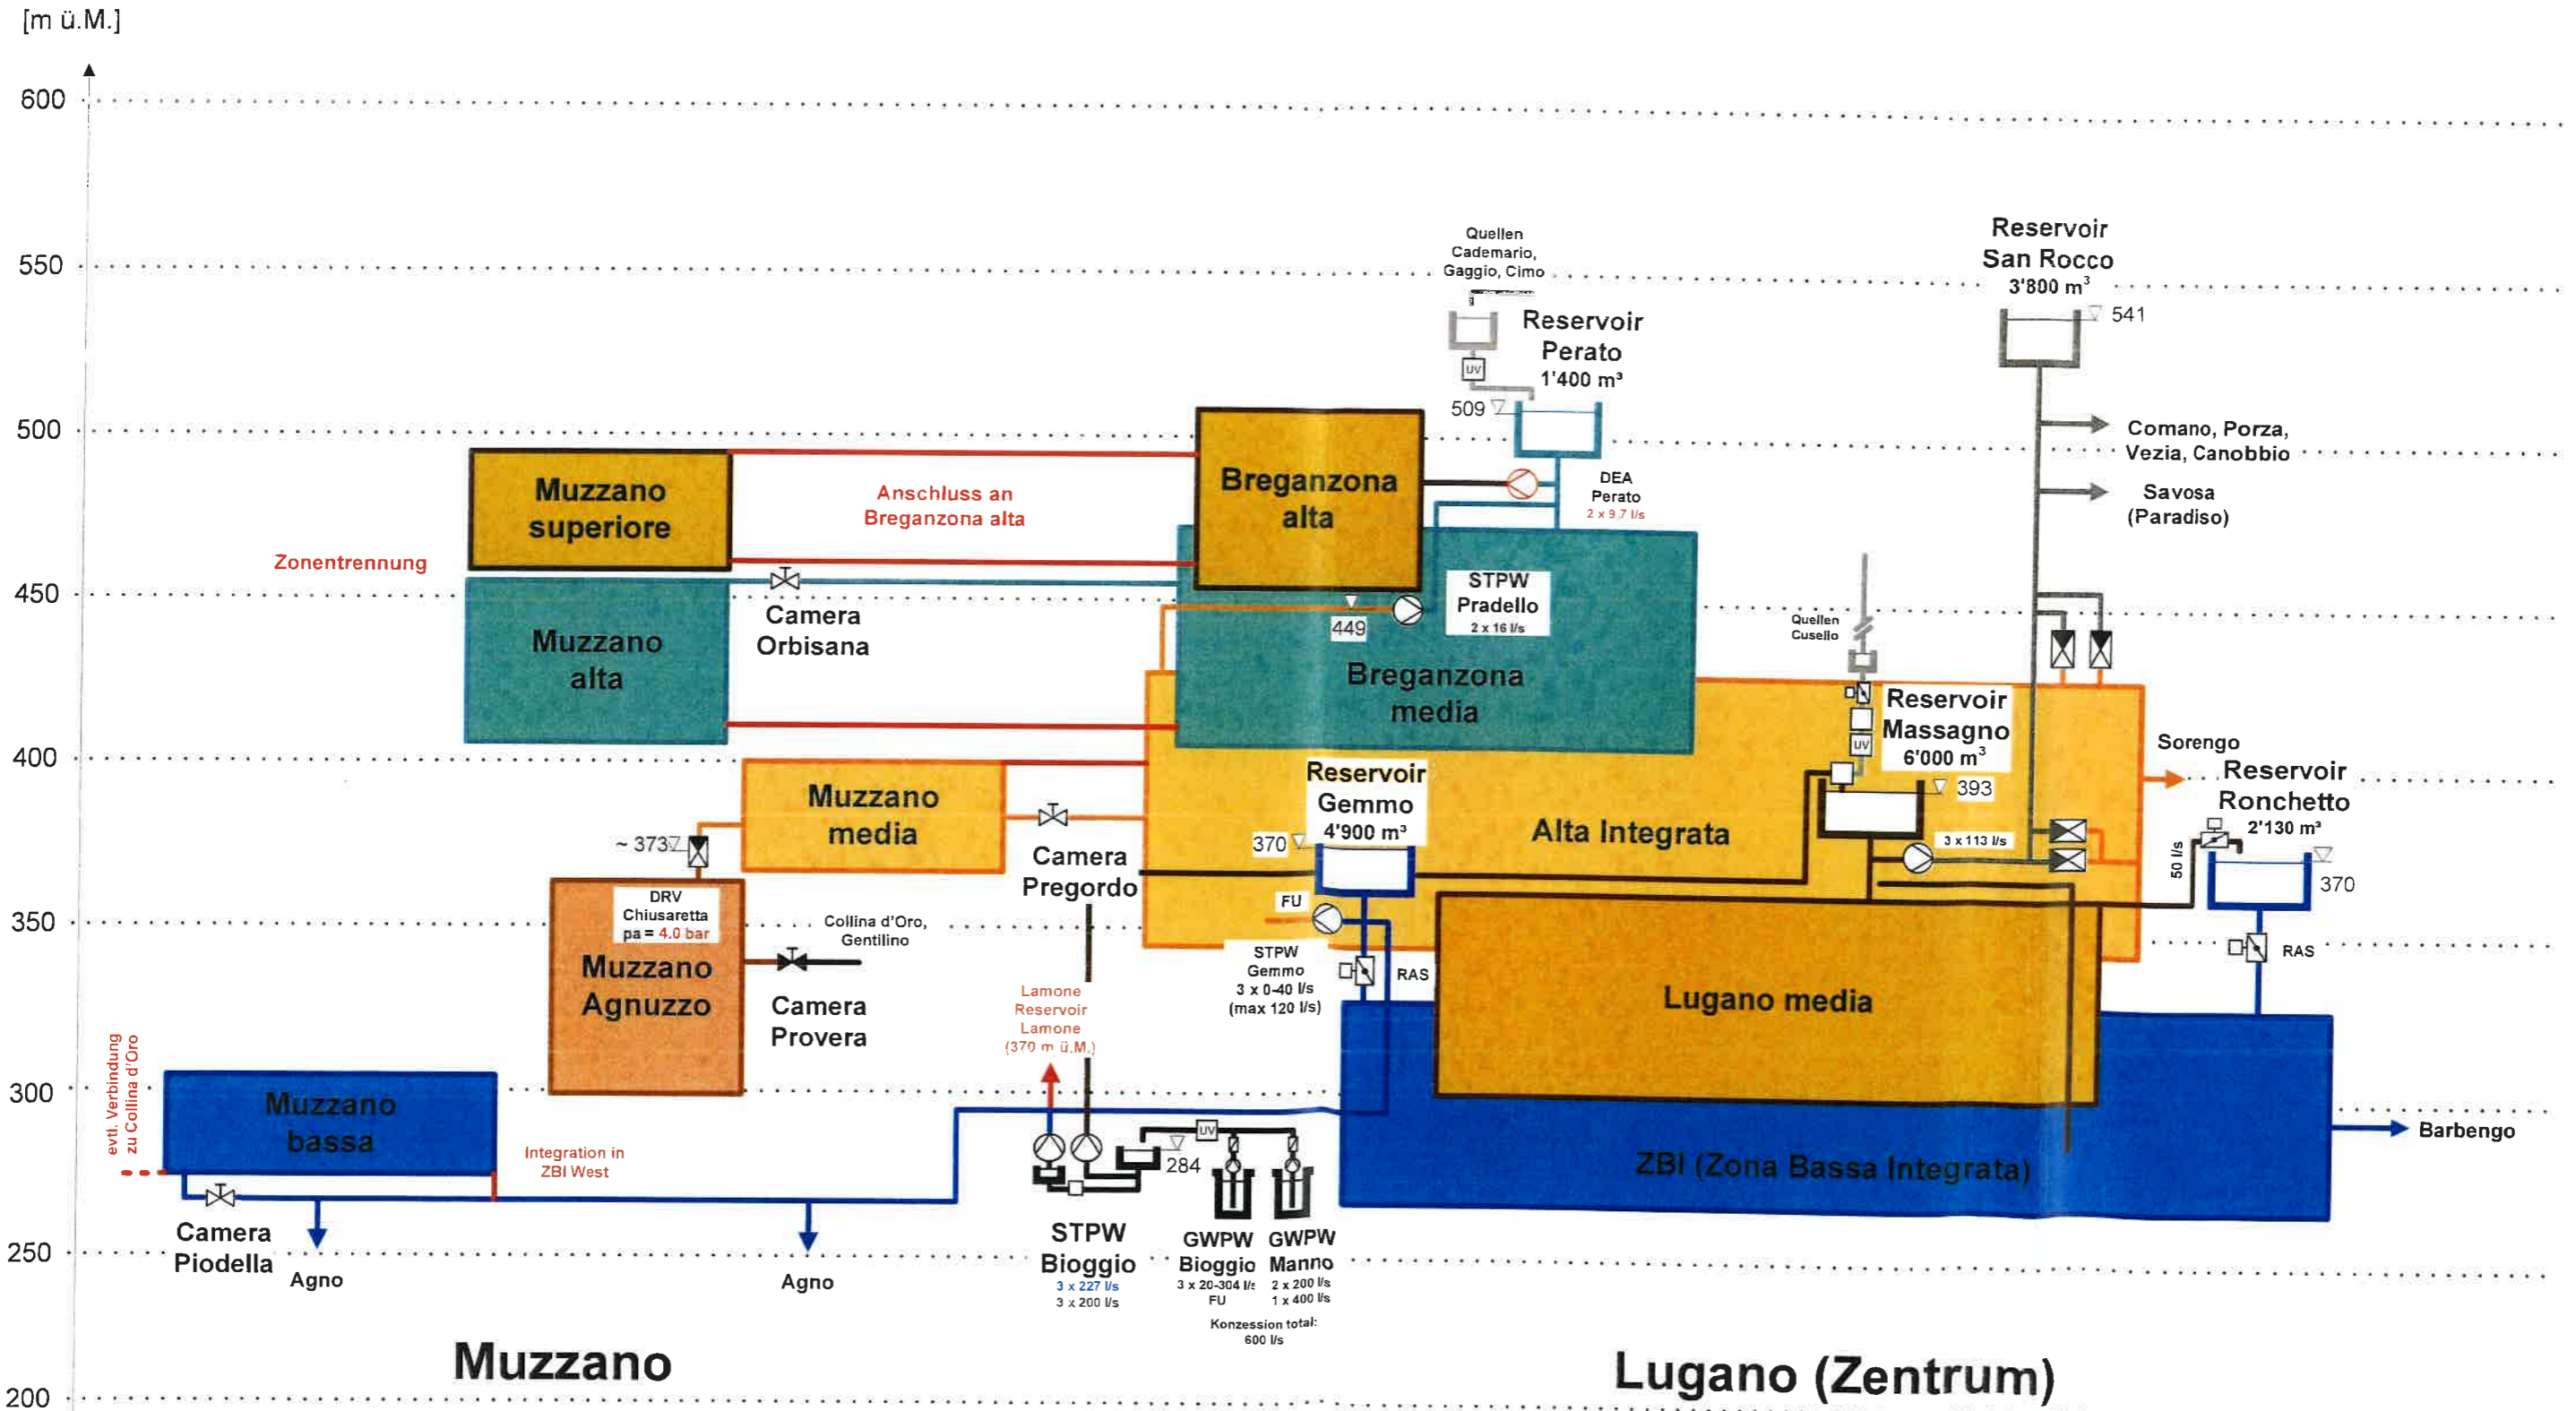 [m ü.M.]
600
550
500
450
400
350
300
250
200
Quellen
Cademario,
Gaggio, Cimo
UV
Reservoir
Perato
1'400 m³
509
Reservoir
San Rocco
3'800 m³
541
Comano, Porza,
Vezia, Canobbio
Savosa
(Paradiso)
Muzzano
superiore
Anschluss an
Breganzona alta
Breganzona
alta
DEA
Perato
2 x 9,7 l/s
Zonentrennung
Camera
Orbisana
Muzzano
alta
449
STPW
Pradello
2 x 16 l/s
Breganzona
media
Quellen
Cusello
UV
Reservoir
Massagno
6'000 m³
393
3 x 113 l/s
Sorengo
Reservoir
Ronchetto
2'130 m³
50 l/s
370
RAS
Muzzano
media
~ 373
Camera
Pregordo
Reservoir
Gemmo
4'900 m³
370
Alta Integrata
FU
STPW
Gemmo
3 x 0-40 l/s
(max 120 l/s)
RAS
DRV
Chiusaretta
pa = 4.0 bar
Muzzano
Agnuzzo
Collina d'Oro,
Gentilino
Camera
Provera
Lamone
Reservoir
Lamone
(370 m ü.M.)
Lugano media
evtl. Verbindung
zu Collina d'Oro
Muzzano
bassa
Integration in
ZBI West
UV
284
ZBI (Zona Bassa Integrata)
Barbengo
Camera
Piodella
Agno
Agno
STPW
Bioggio
3 x 227 l/s
3 x 200 l/s
GWPW
Bioggio
3 x 20-304 l/s
FU
GWPW
Manno
2 x 200 l/s
1 x 400 l/s
Konzession total:
600 l/s
Muzzano
Lugano (Zentrum)